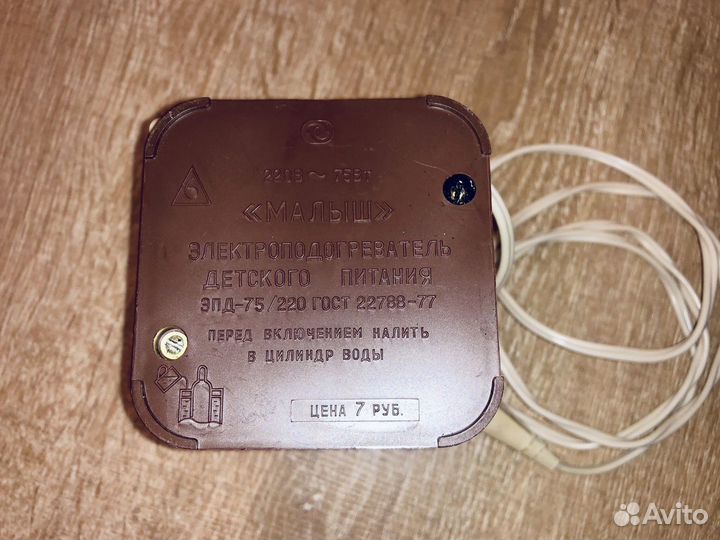 220В ~ 75Вт
«МАЛЫШ»
ЭЛЕКТРОПОДОГРЕВАТЕЛЬ
ДЕТСКОГО ПИТАНИЯ
ЭПД-75/220 ГОСТ 22788-77
ПЕРЕД ВКЛЮЧЕНИЕМ НАЛИТЬ
В ЦИЛИНДР ВОДЫ
ЦЕНА 7 РУБ.
Avito